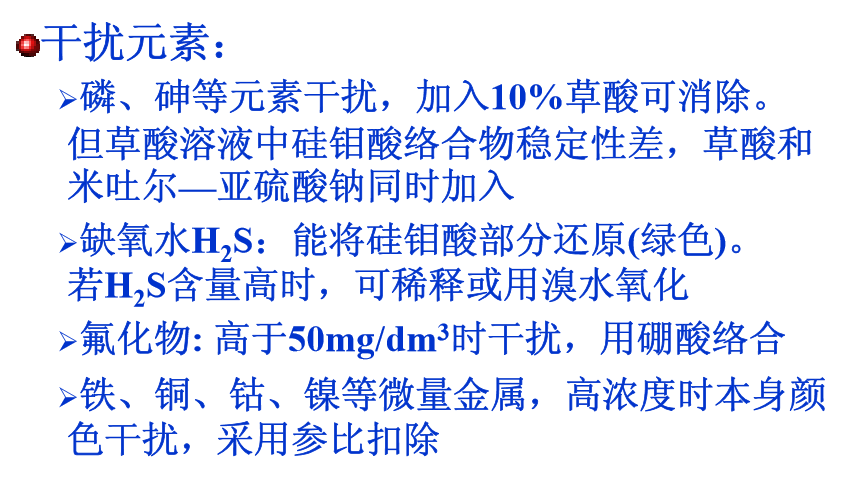 干扰元素：
➢磷、砷等元素干扰，加入10%草酸可消除。
但草酸溶液中硅钼酸络合物稳定性差，草酸和
米吐尔—亚硫酸钠同时加入
➢缺氧水H₂S：能将硅钼酸部分还原(绿色)。
若H₂S含量高时，可稀释或用溴水氧化
➢氟化物: 高于50mg/dm³时干扰，用硼酸络合
➢铁、铜、钴、镍等微量金属，高浓度时本身颜
色干扰，采用参比扣除